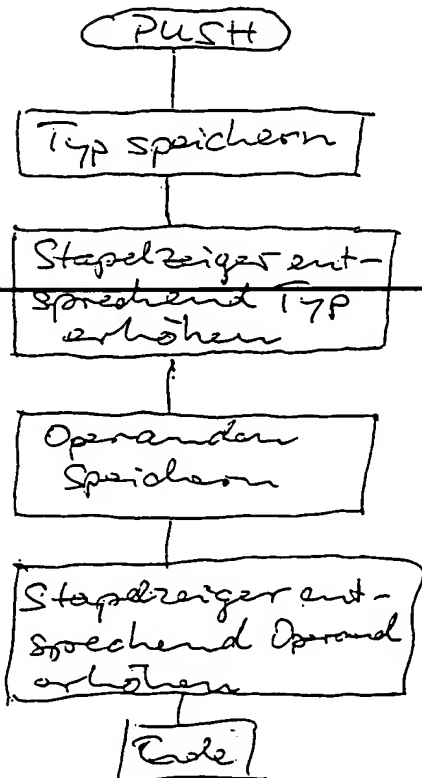 PUSH
Typ speichern
Stapelzeiger ent-
sprechend Typ
erhöhen
Operanden
Speichern
Stapelzeiger ent-
sprechend Operand
erhöhen
Ende